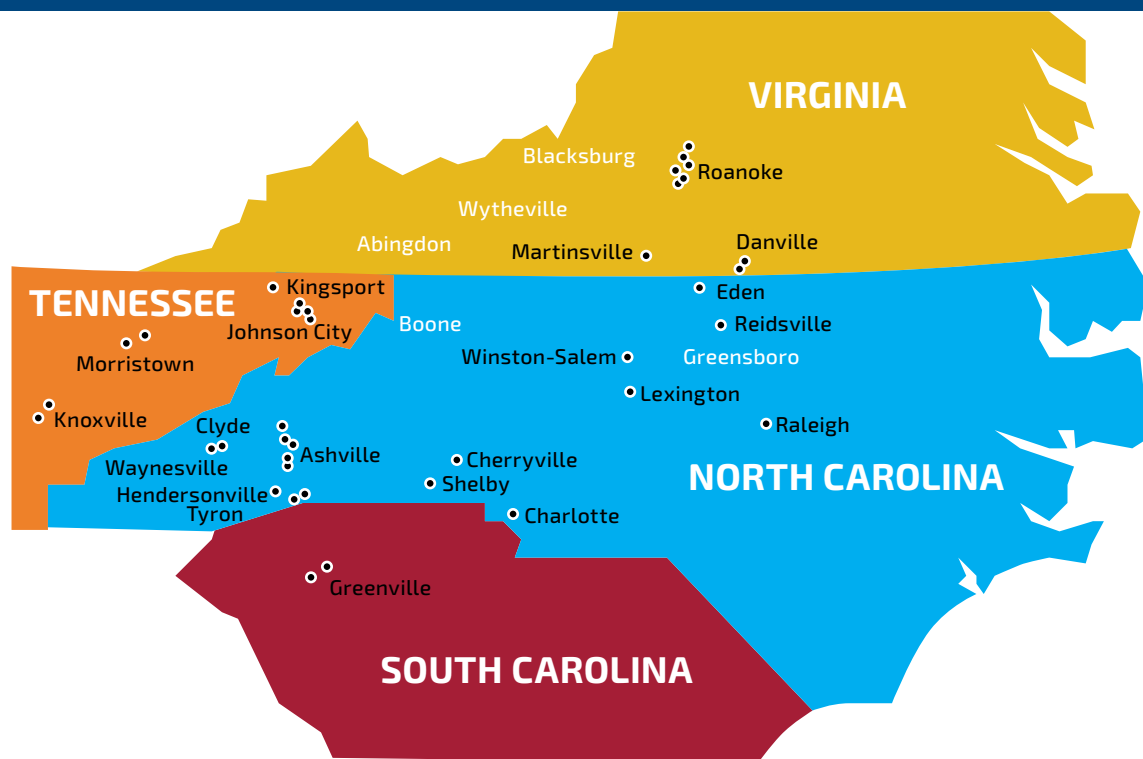 VIRGINIA
Blacksburg
Roanoke
Wytheville
Abingdon
Martinsville
Danville
TENNESSEE
Kingsport
Eden
Johnson City
Boone
Reidsville
Morristown
Winston-Salem
Greensboro
Lexington
Knoxville
Clyde
Raleigh
Ashville
Waynesville
Cherryville
NORTH CAROLINA
Shelby
Hendersonville
Tyron
Charlotte
Greenville
SOUTH CAROLINA